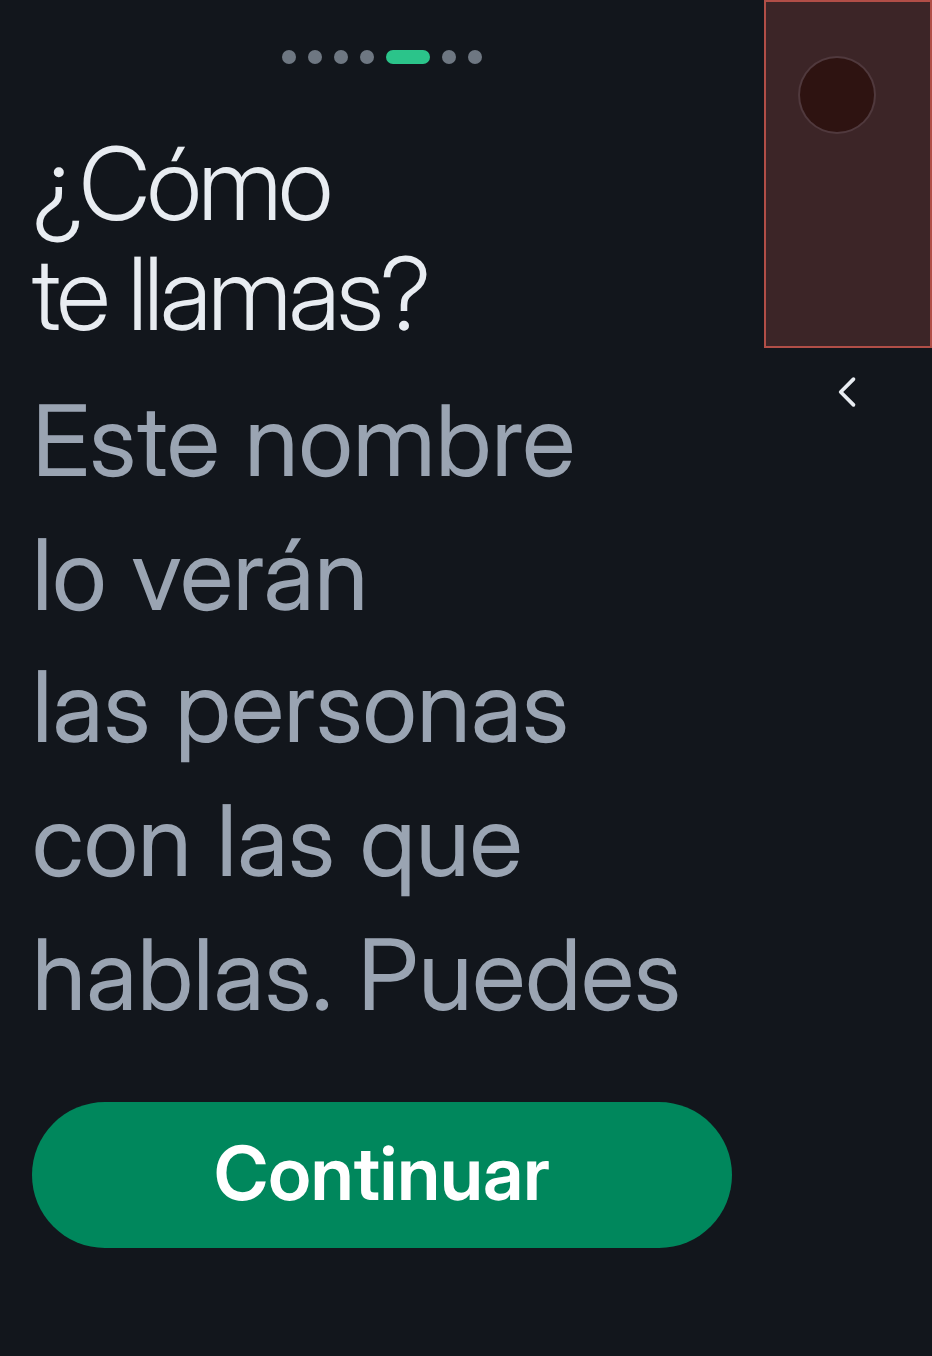 ¿Cómo
te llamas?
Este nombre
lo verán
las personas
con las que
hablas. Puedes
Continuar